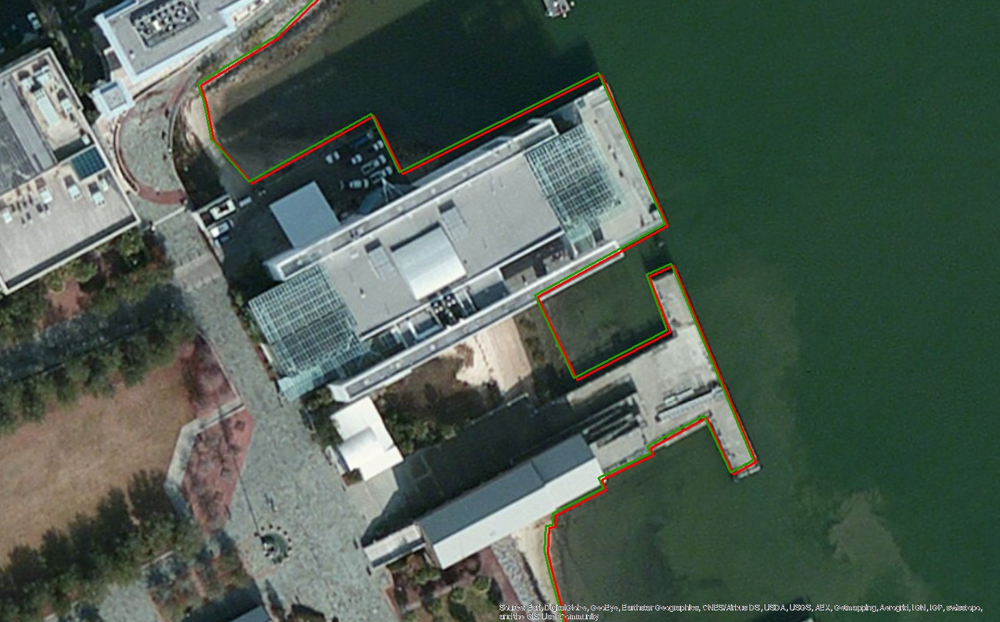 Source: Esri, DigitalGlobe, GeoEye, Earthstar Geographics, CNES/Airbus DS, USDA, USGS, AEX, Getmapping, Aerogrid, IGN, IGP, swisstopo,
and the GIS User Community